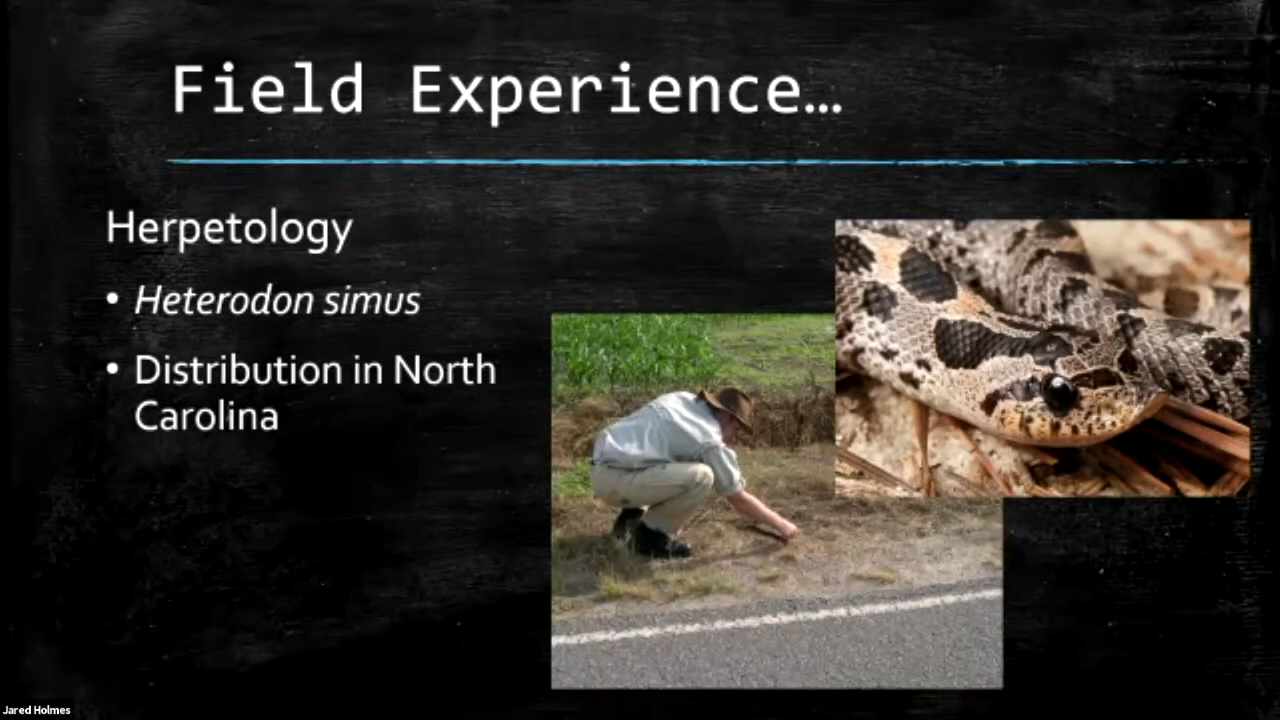 Field Experience…
Herpetology
• Heterodon simus
• Distribution in North
Carolina
Jared Holmes